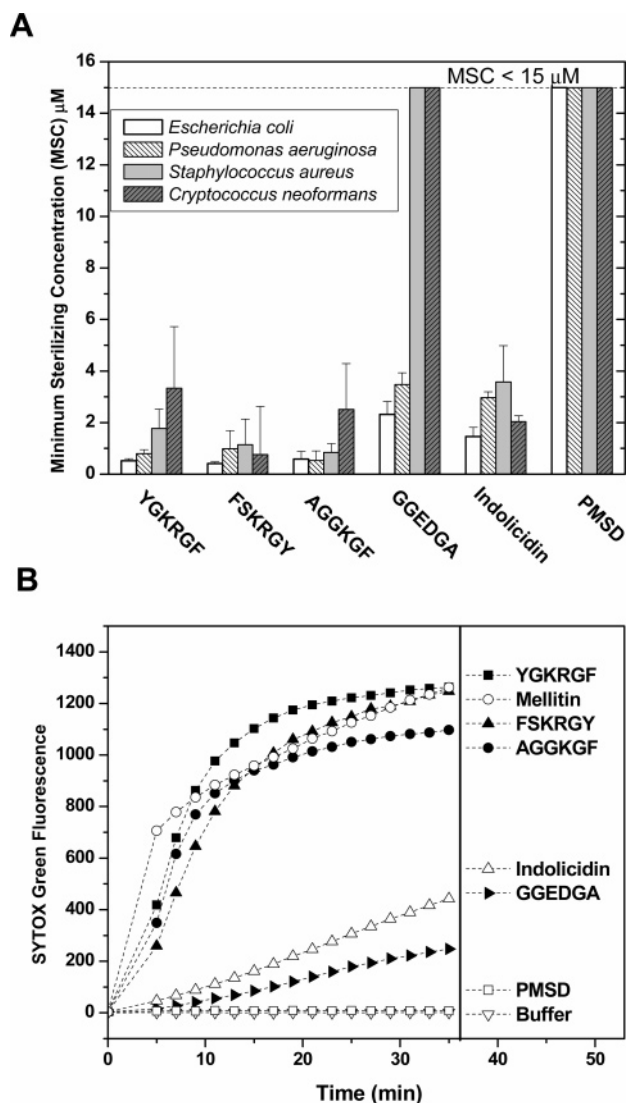 A
Minimum Sterilizing Concentration (MSC) μM
16
14
12
10
8
6
4
2
0
MSC < 15 μM
Escherichia coli
Pseudomonas aeruginosa
Staphylococcus aureus
Cryptococcus neoformans
YGKRGF
FSKRGY
AGGKGF
GGEDGA
Indolicidin
PMSD
B
SYTOX Green Fluorescence
1400
1200
1000
800
600
400
200
0
YGKRGF
Mellitin
FSKRGY
AGGKGF
Indolicidin
GGEDGA
PMSD
Buffer
0 10 20 30 40 50
Time (min)